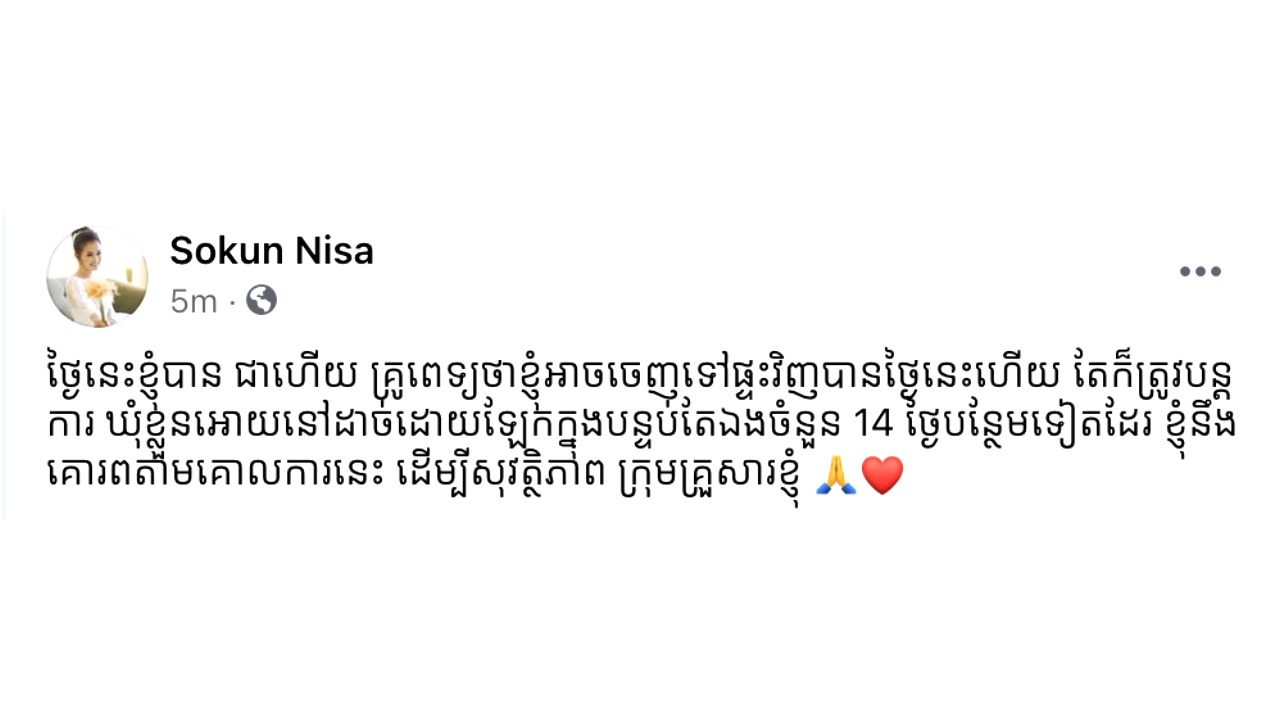 Sokun Nisa
5m ·
ថ្ងៃនេះខ្ញុំបាន ជាហើយ គ្រូពេទ្យថាខ្ញុំអាចចេញទៅផ្ទះវិញបានថ្ងៃនេះហើយ តែក៏ត្រូវបន្ត
ការ ឃុំខ្លួនអោយនៅដាច់ដោយឡែកក្នុងបន្ទប់តែឯងចំនួន 14 ថ្ងៃបន្ថែមទៀតដែរ ខ្ញុំនឹង
គោរពតាមគោលការនេះ ដើម្បីសុវត្ថិភាព ក្រុមគ្រួសារខ្ញុំ 🙏❤️